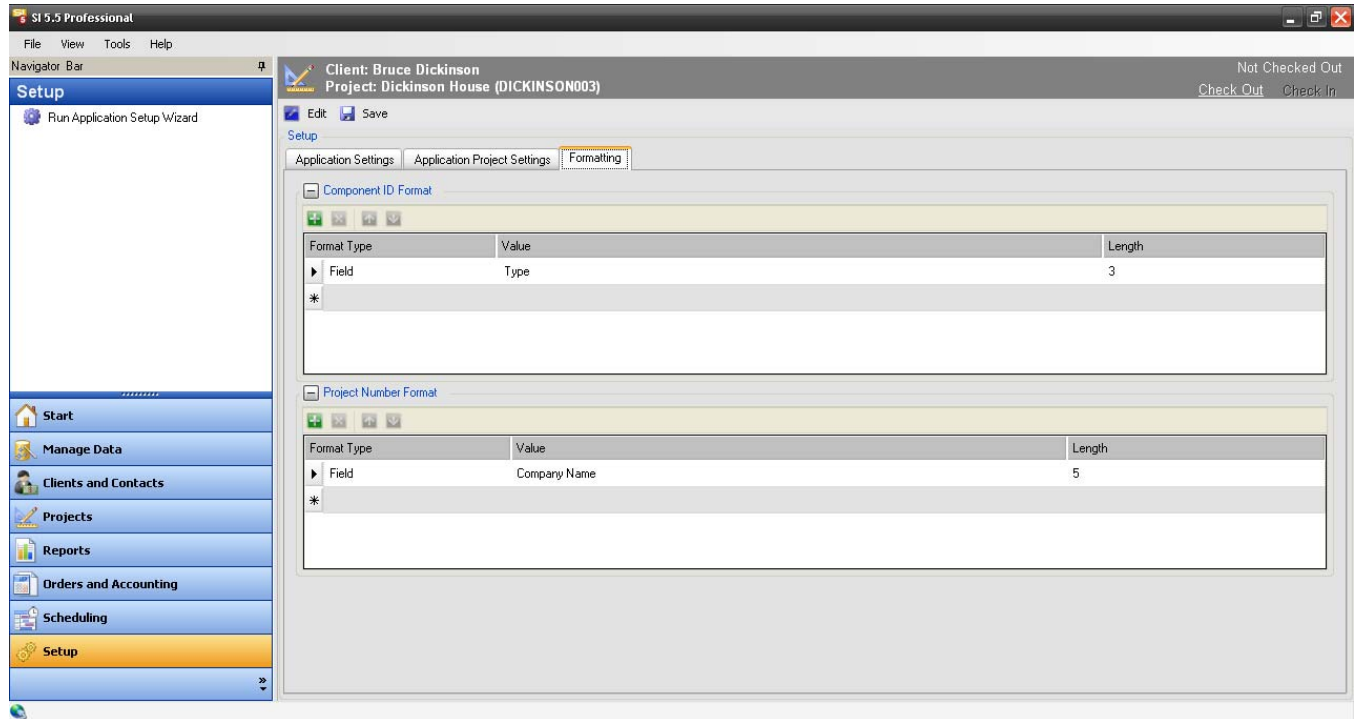 SI 5.5 Professional
File View Tools Help
Navigator Bar
Setup
Run Application Setup Wizard
Start
Manage Data
Clients and Contacts
Projects
Reports
Orders and Accounting
Scheduling
Setup
Client: Bruce Dickinson
Project: Dickinson House (DICKINSON003)
Not Checked Out
Check Out Check In
Edit Save
Setup
Application Settings Application Project Settings Formatting
Component ID Format
Format Type Value Length
Field Type 3
Project Number Format
Format Type Value Length
Field Company Name 5